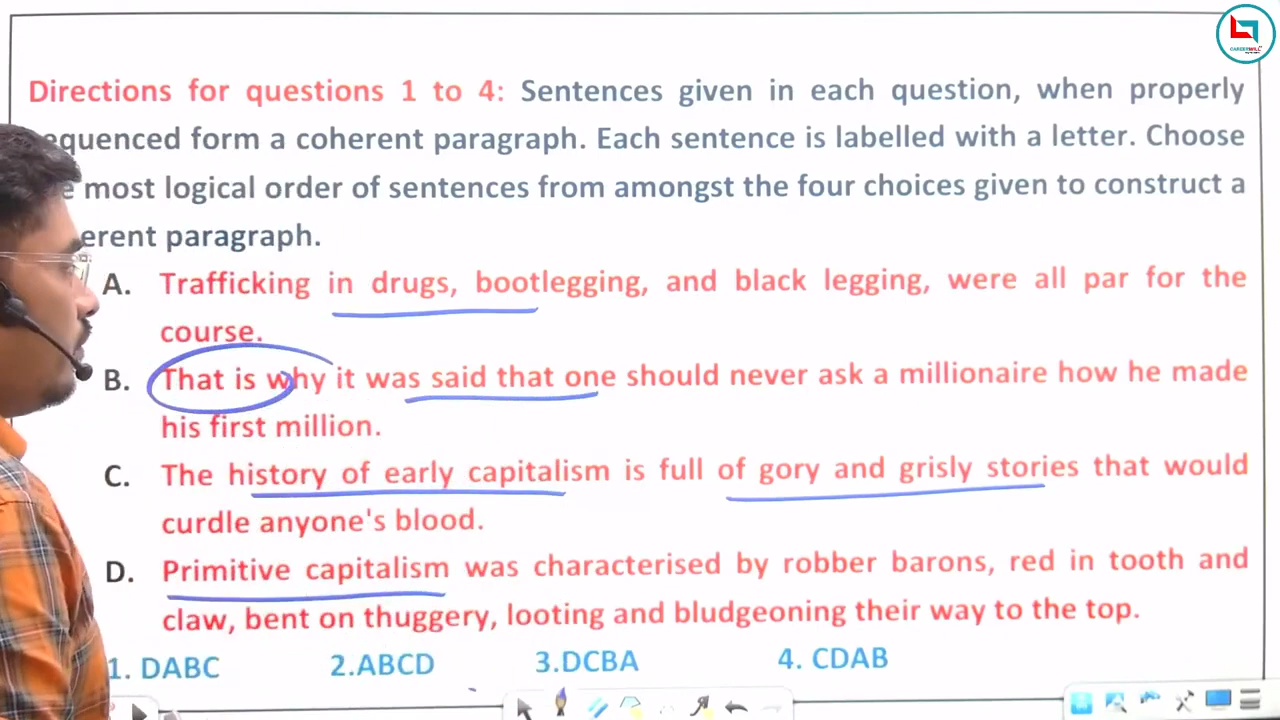 CAREERWILL
Directions for questions 1 to 4: Sentences given in each question, when properly
equenced form a coherent paragraph. Each sentence is labelled with a letter. Choose
most logical order of sentences from amongst the four choices given to construct a
erent paragraph.
A. Trafficking in drugs, bootlegging, and black legging, were all par for the
course.
B. That is why it was said that one should never ask a millionaire how he made
his first million.
C. The history of early capitalism is full of gory and grisly stories that would
curdle anyone's blood.
D. Primitive capitalism was characterised by robber barons, red in tooth and
claw, bent on thuggery, looting and bludgeoning their way to the top.
1. DABC 2.ABCD 3.DCBA 4. CDAB